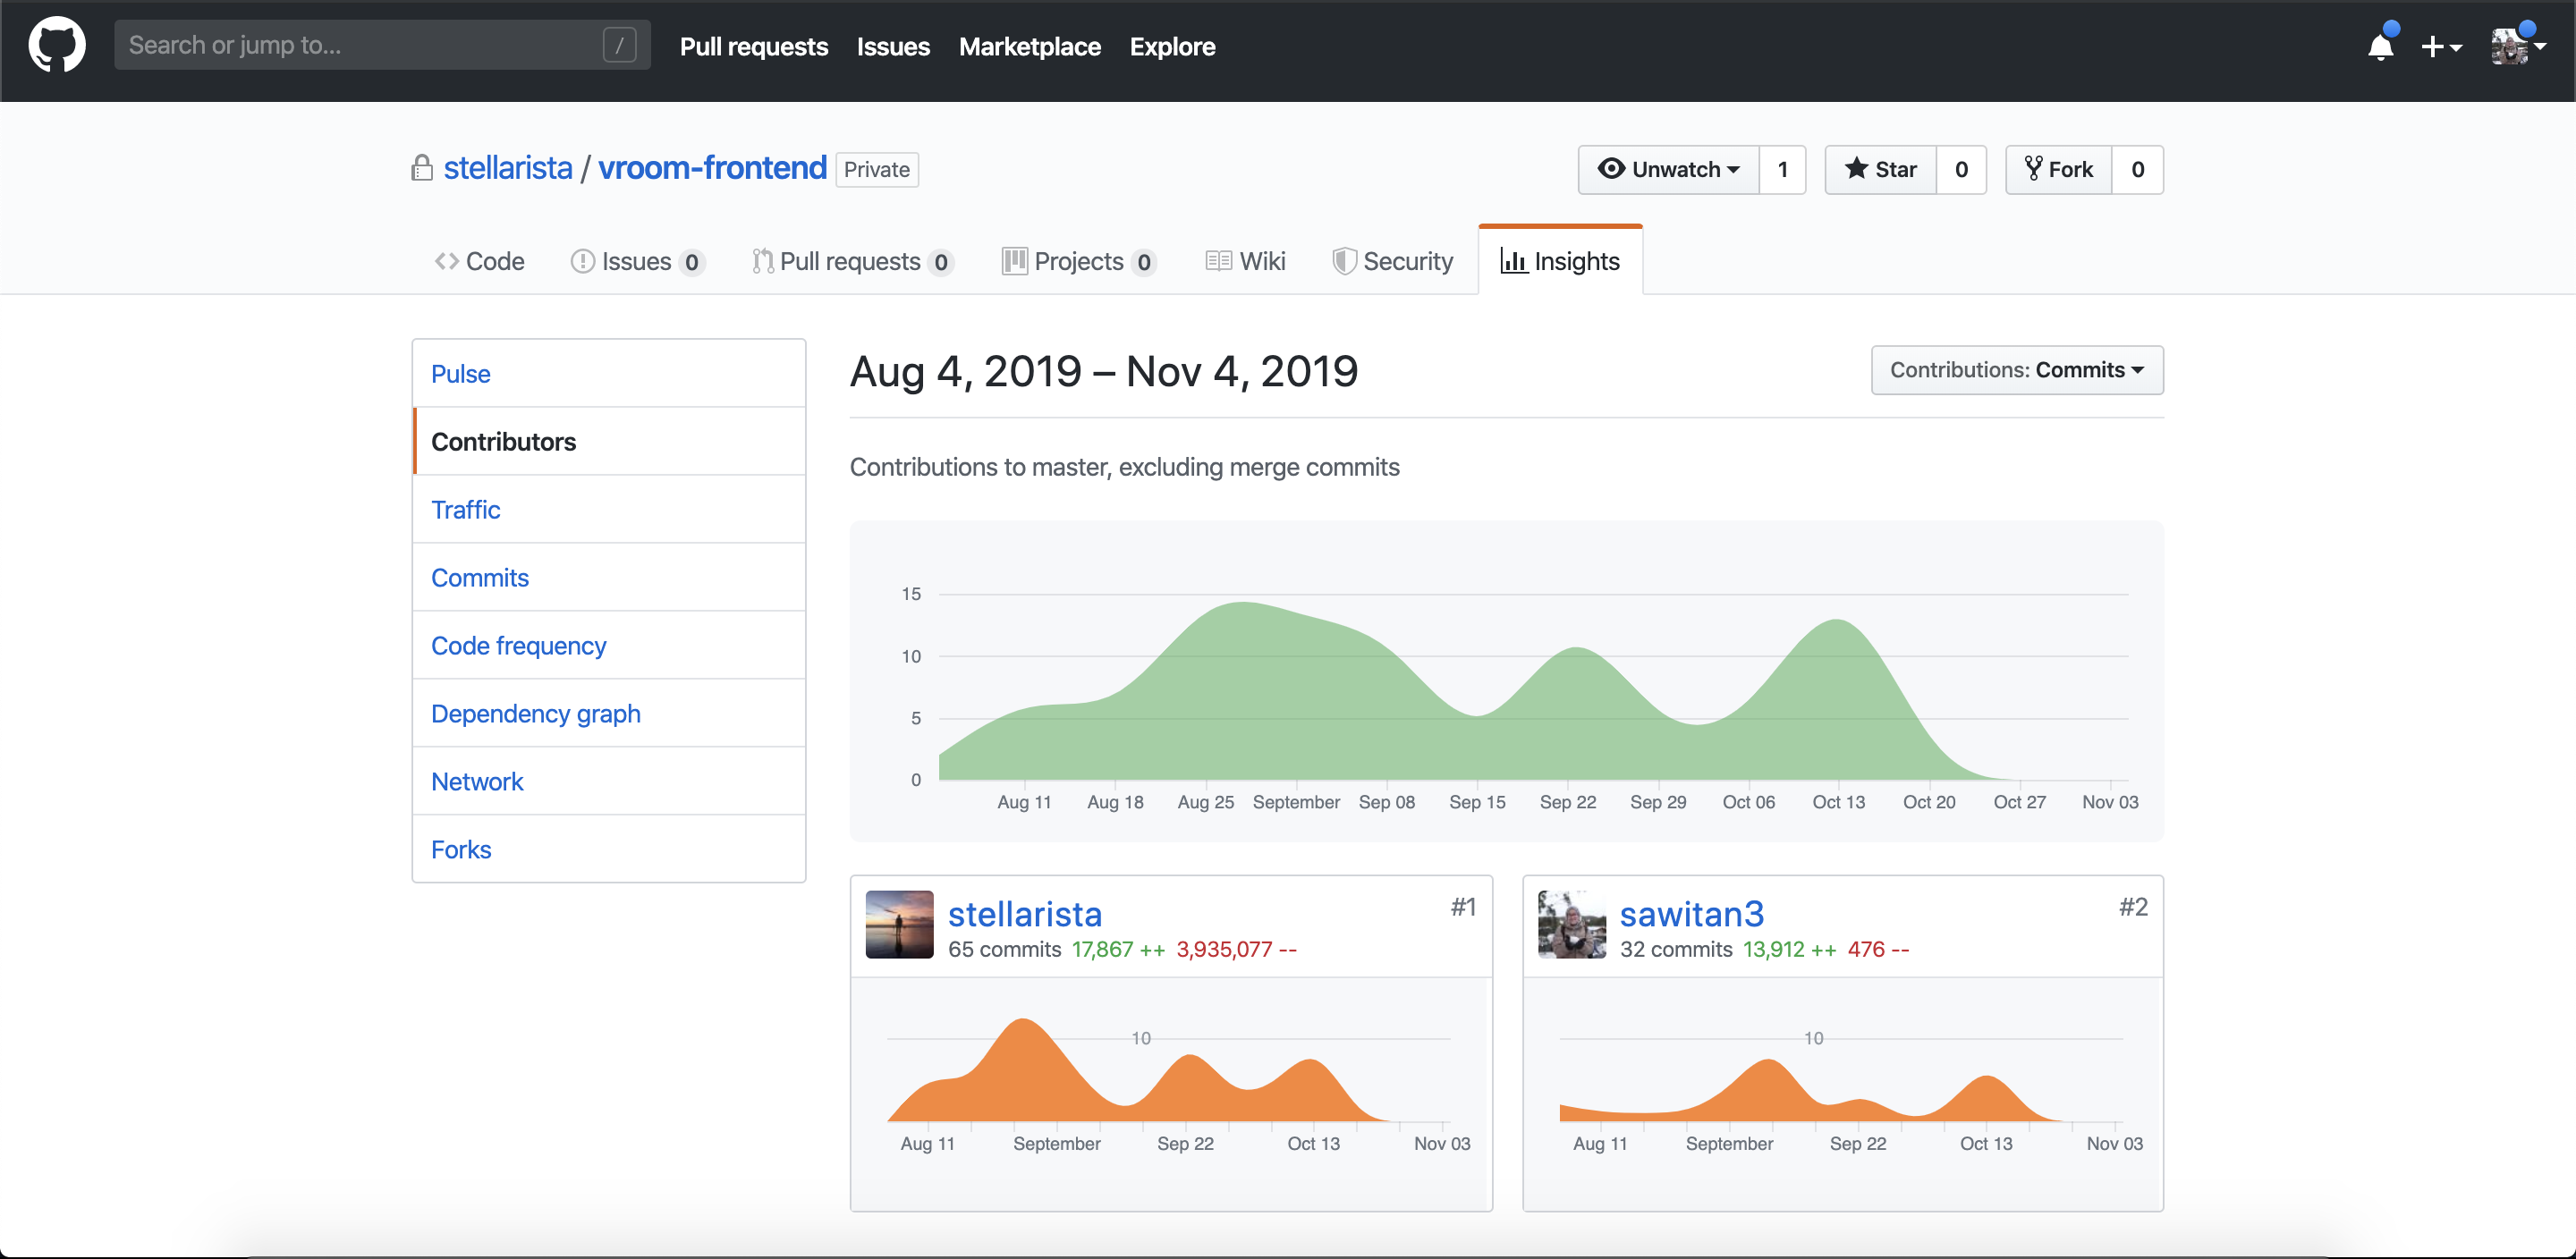 Search or jump to... / Pull requests Issues Marketplace Explore
stellarista / vroom-frontend Private Unwatch 1 Star 0 Fork 0
Code Issues 0 Pull requests 0 Projects 0 Wiki Security Insights
Pulse
Contributors
Traffic
Commits
Code frequency
Dependency graph
Network
Forks
Aug 4, 2019 – Nov 4, 2019 Contributions: Commits
Contributions to master, excluding merge commits
15
10
5
0
Aug 11 Aug 18 Aug 25 September Sep 08 Sep 15 Sep 22 Sep 29 Oct 06 Oct 13 Oct 20 Oct 27 Nov 03
stellarista #1
65 commits 17,867 ++ 3,935,077 --
10
Aug 11 September Sep 22 Oct 13 Nov 03
sawitan3 #2
32 commits 13,912 ++ 476 --
10
Aug 11 September Sep 22 Oct 13 Nov 03